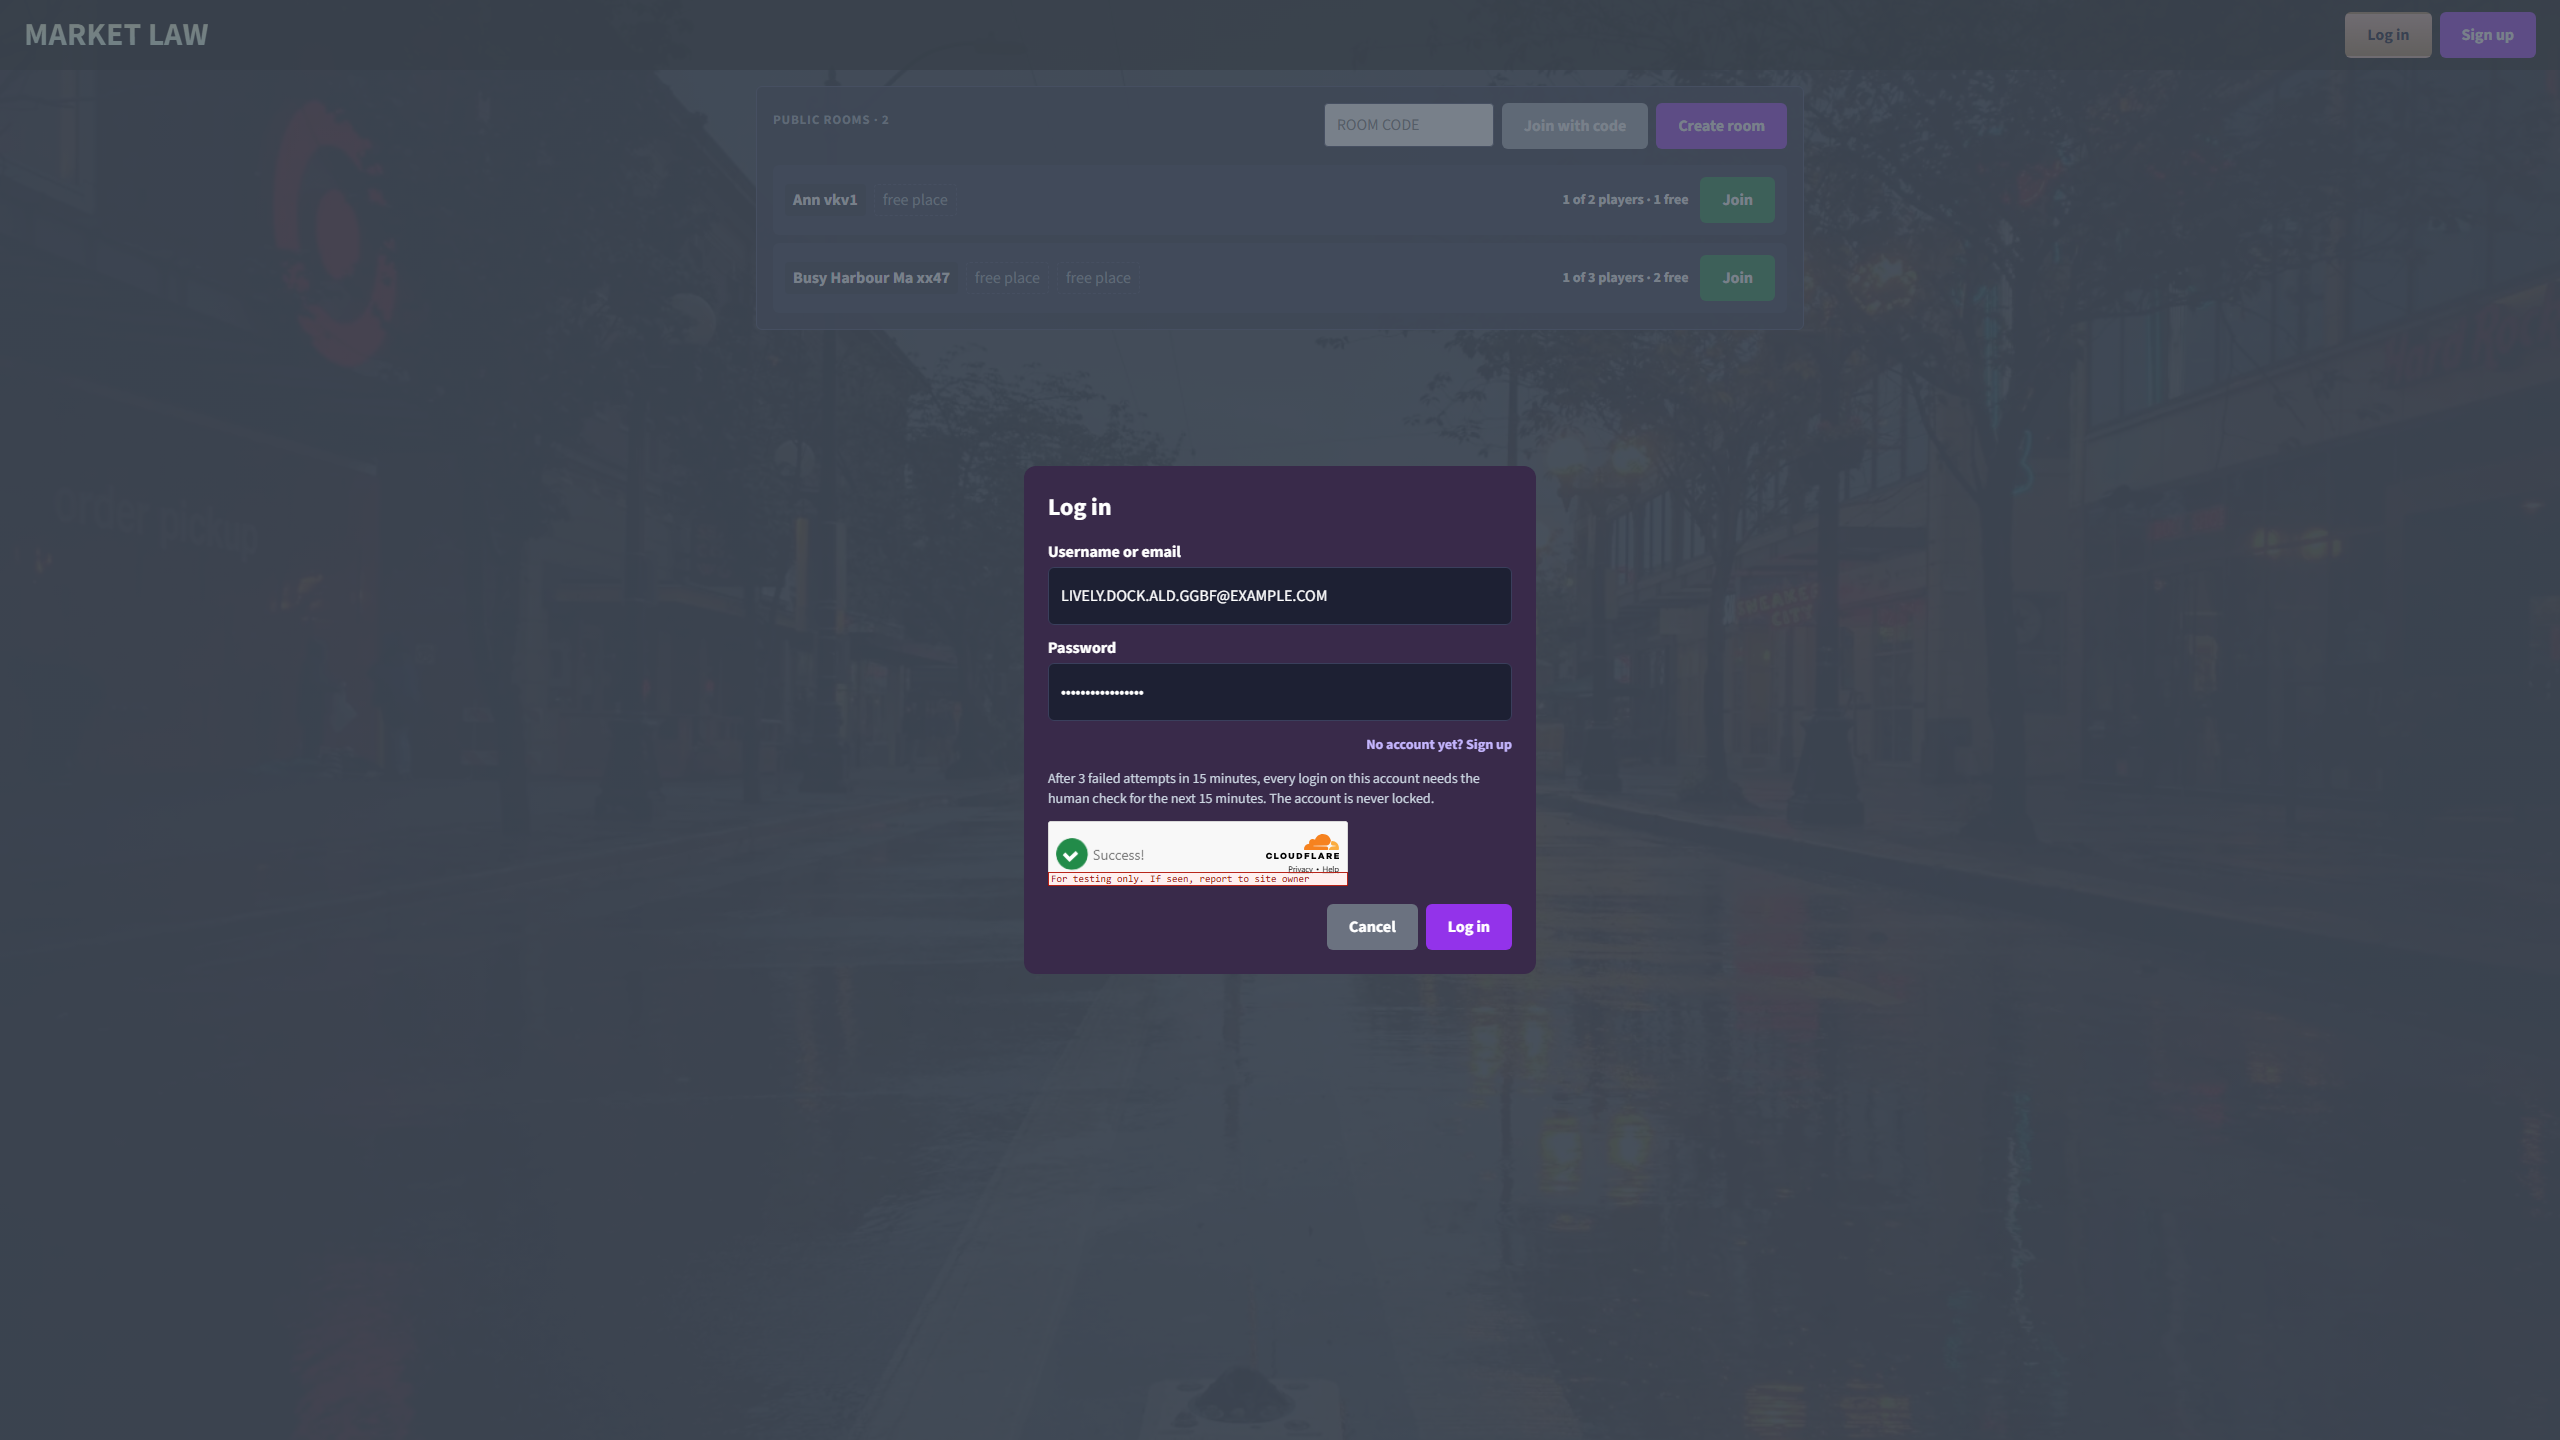 MARKET LAW
Log in
Sign up
PUBLIC ROOMS · 2
ROOM CODE
Join with code
Create room
Ann vkv1
free place
1 of 2 players · 1 free
Join
Busy Harbour Ma xx47
free place
free place
1 of 3 players · 2 free
Join
order pickup
SNEAKER
CITY
Log in
Username or email
LIVELY.DOCK.ALD.GGBF@EXAMPLE.COM
Password
•••••••••••••••••
No account yet? Sign up
After 3 failed attempts in 15 minutes, every login on this account needs the
human check for the next 15 minutes. The account is never locked.
Success!
CLOUDFLARE
Privacy • Help
For testing only. If seen, report to site owner
Cancel
Log in